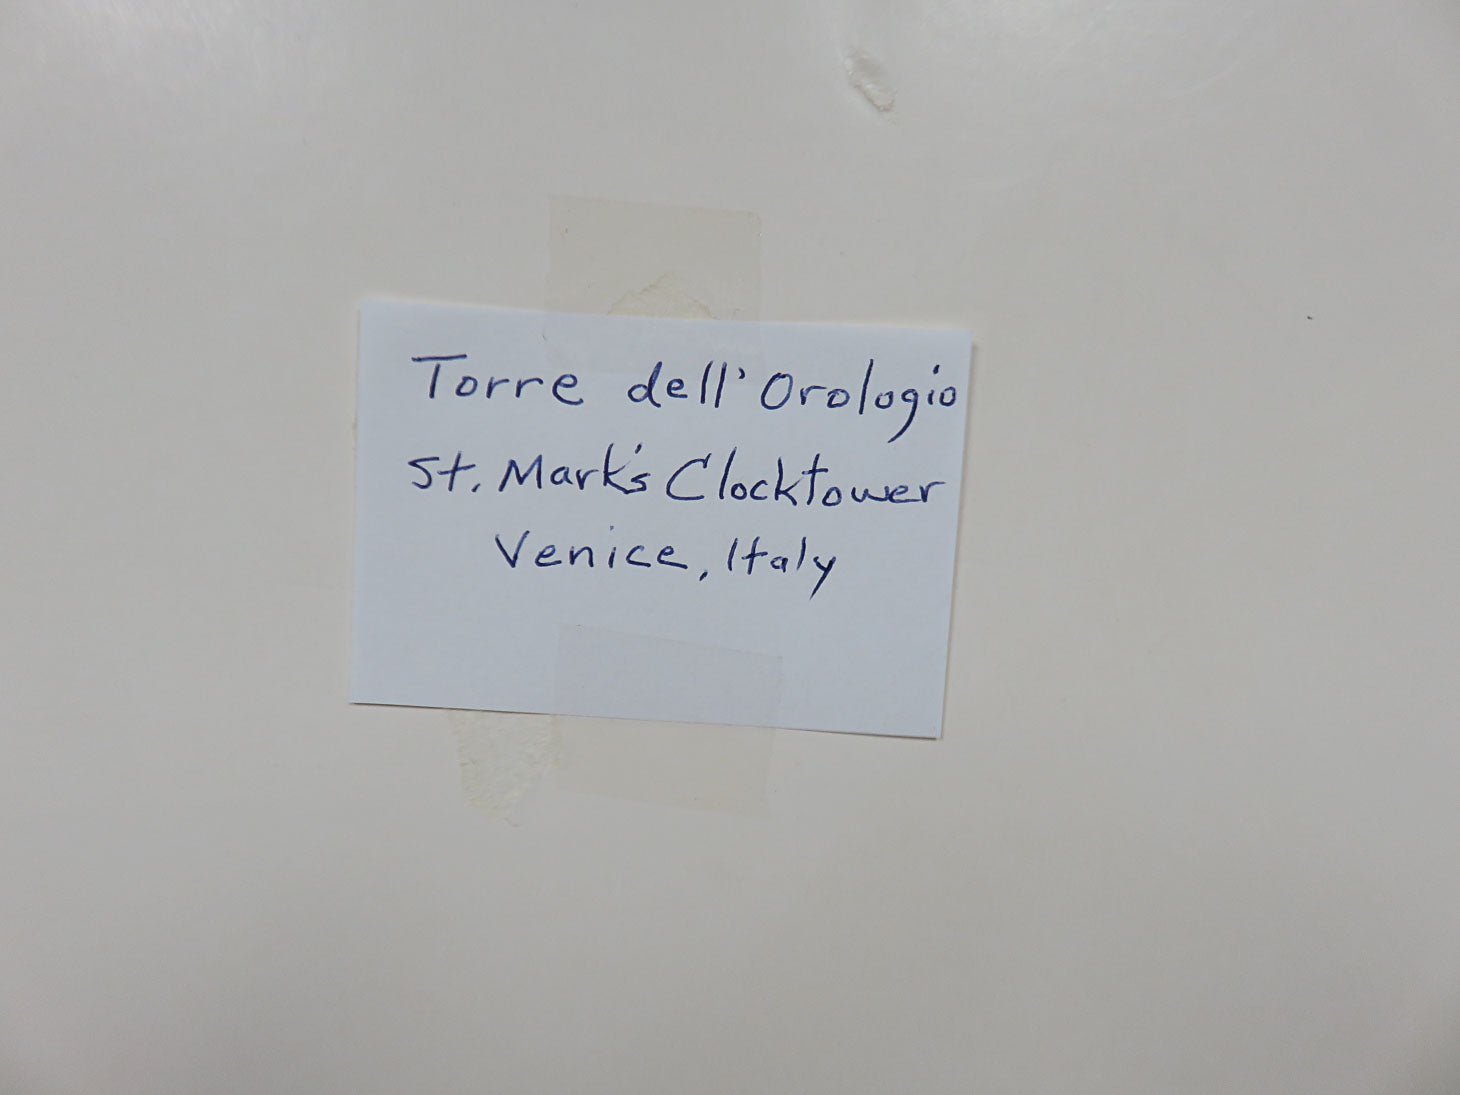 Torre dell'Orologio
St. Mark's Clocktower
Venice, Italy